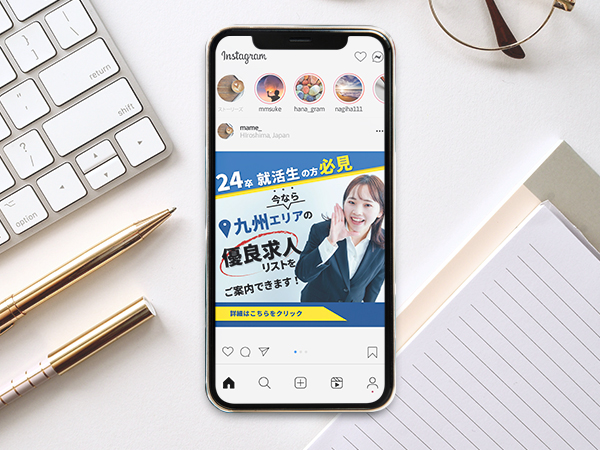 Instagram
ストーリーズ
mmsuke
hana_gram
nagiha111
mame_
Hiroshima, Japan
24卒 就活生の方必見
今なら
九州エリアの
優良求人
リストを
ご案内できます！
詳細はこちらをクリック
return
shift
option